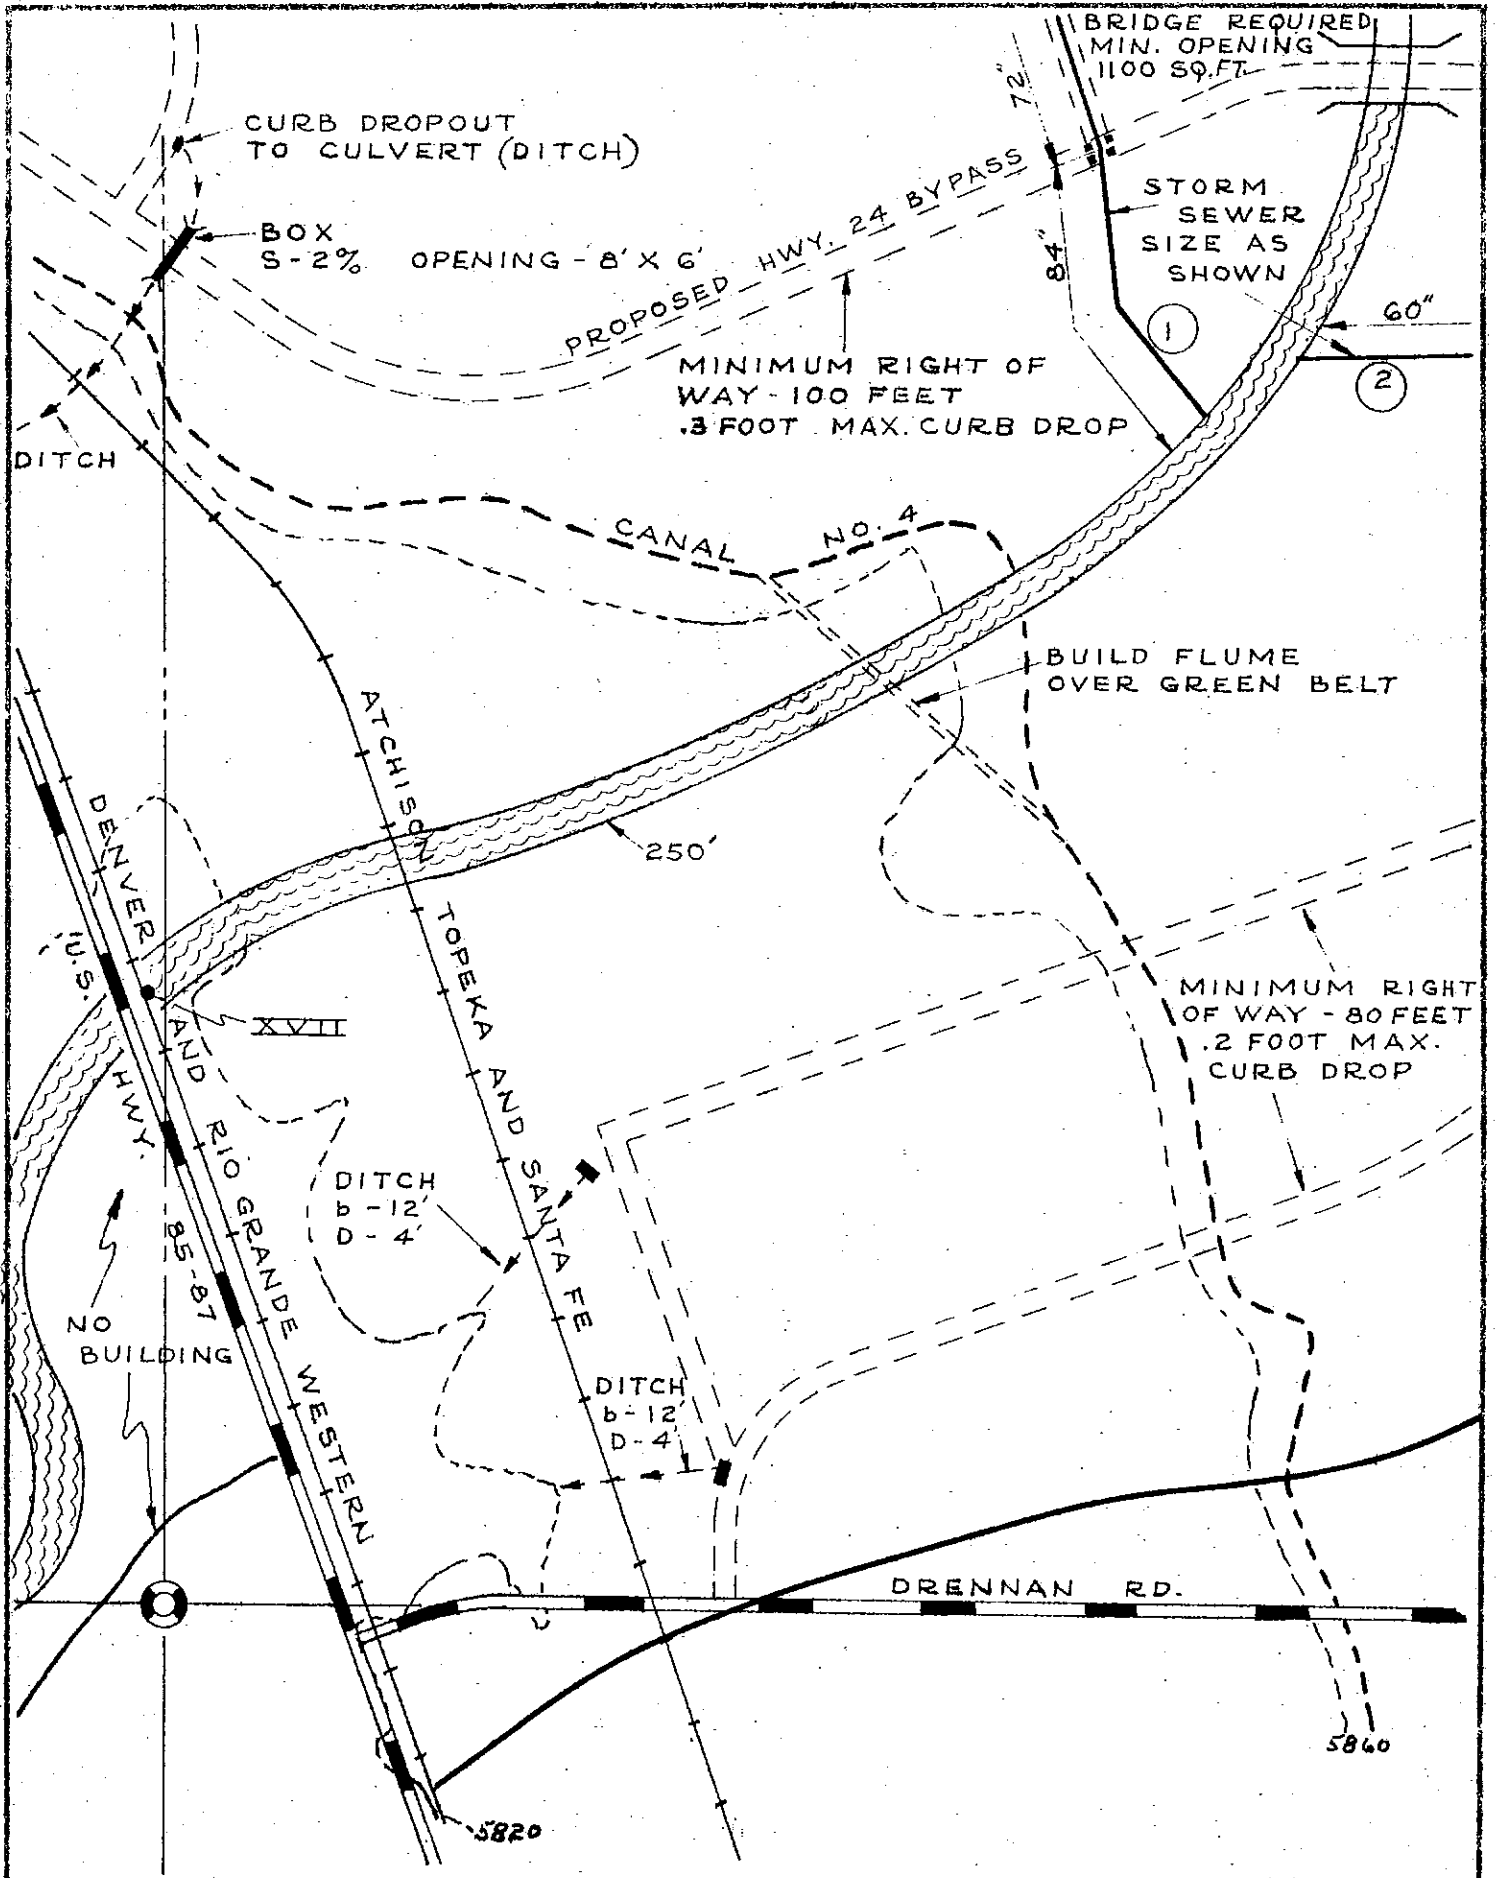 BRIDGE REQUIRED
MIN. OPENING
1100 SQ.FT.
72"
CURB DROPOUT
TO CULVERT (DITCH)
BOX
S-2% OPENING - 8' X 6'
PROPOSED HWY. 24 BYPASS
84"
STORM
SEWER
SIZE AS
SHOWN
1
60"
2
MINIMUM RIGHT OF
WAY - 100 FEET
.3 FOOT MAX. CURB DROP
DITCH
CANAL NO. 4
BUILD FLUME
OVER GREEN BELT
250'
ATCHISON TOPEKA AND SANTA FE
DENVER AND RIO GRANDE WESTERN
U.S. HWY. 85-87
XVII
MINIMUM RIGHT
OF WAY - 80 FEET
.2 FOOT MAX.
CURB DROP
DITCH
b - 12'
D - 4'
NO
BUILDING
DITCH
b - 12'
D - 4'
DRENNAN RD.
5860
5820